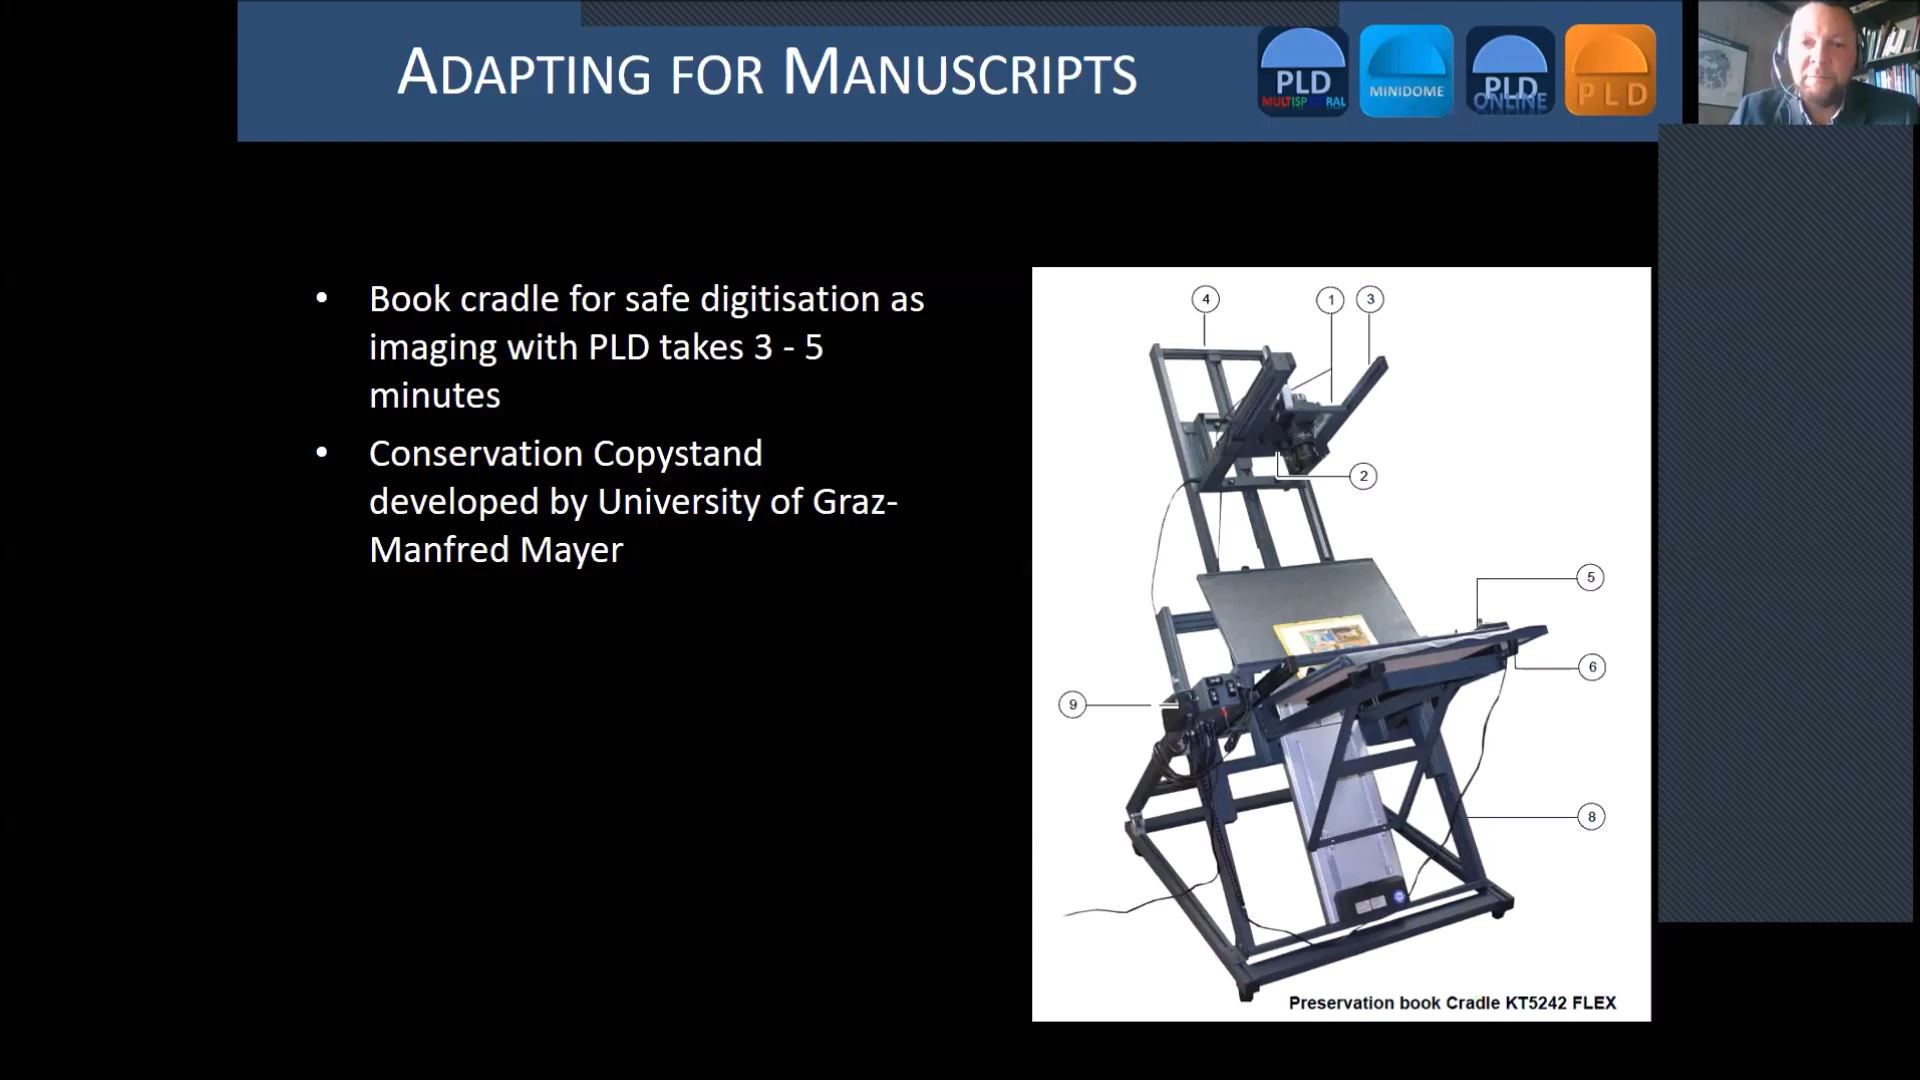 ADAPTING FOR MANUSCRIPTS
PLD
MULTISPECTRAL
MINIDOME
PLD
ONLINE
PLD
• Book cradle for safe digitisation as
imaging with PLD takes 3 - 5
minutes
• Conservation Copystand
developed by University of Graz-
Manfred Mayer
4
1
3
2
5
6
9
8
Preservation book Cradle KT5242 FLEX